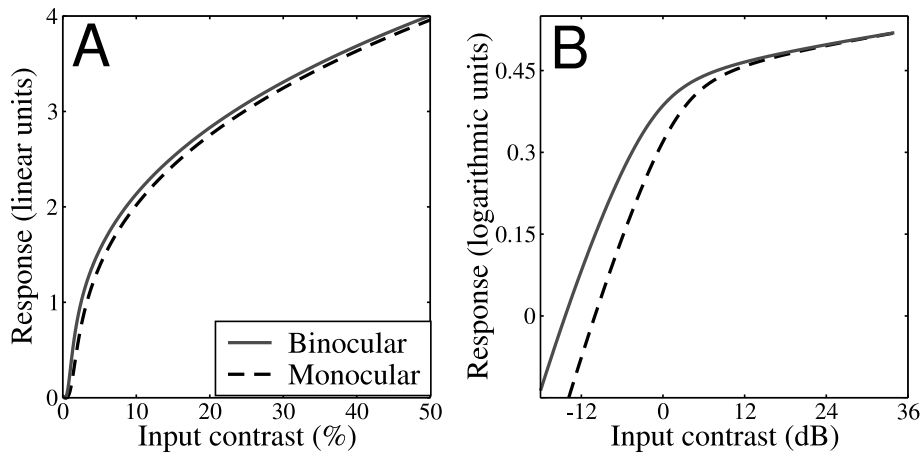 A
Response (linear units)
4
3
2
1
0
0 10 20 30 40 50
Input contrast (%)
Binocular
Monocular
B
Response (logarithmic units)
0.45
0.3
0.15
0
-12 0 12 24 36
Input contrast (dB)